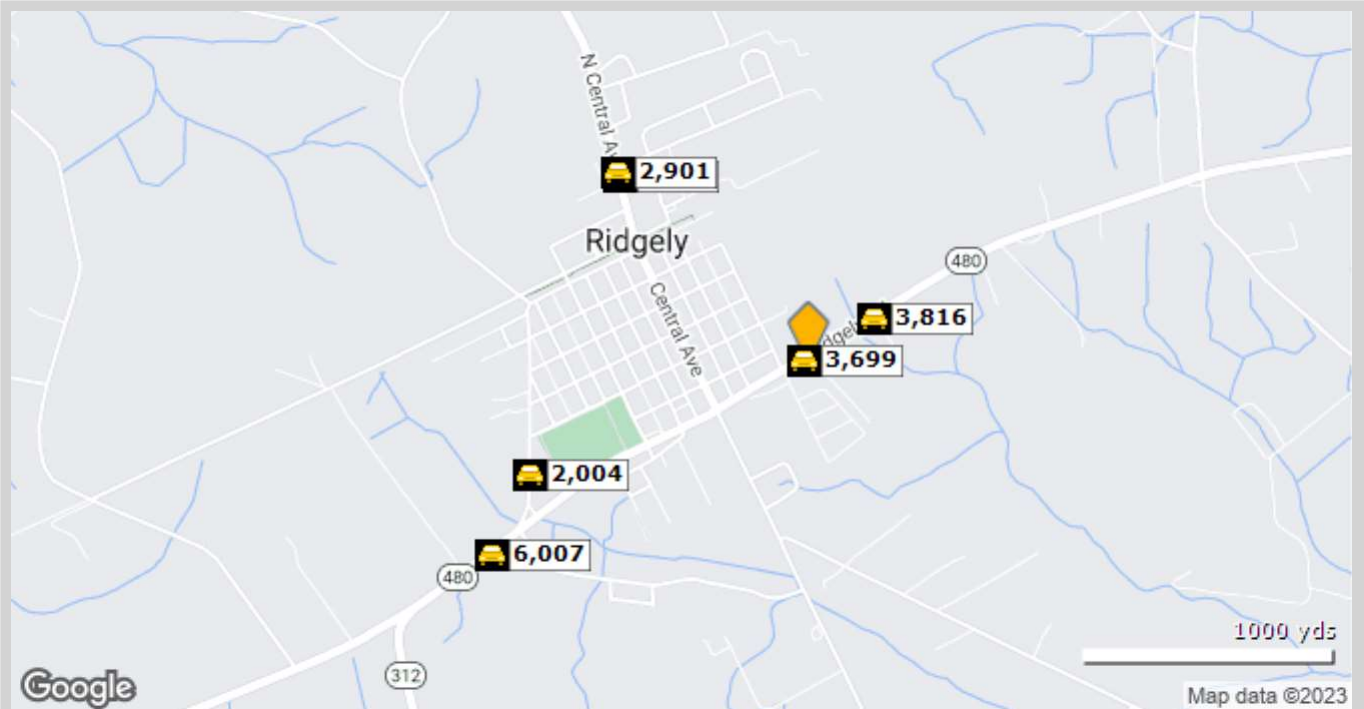 N Central Av
2,901
Ridgely
480
Central Ave
3,816
dgely
3,699
2,004
6,007
480
1000 yds
312
Google
Map data ©2023